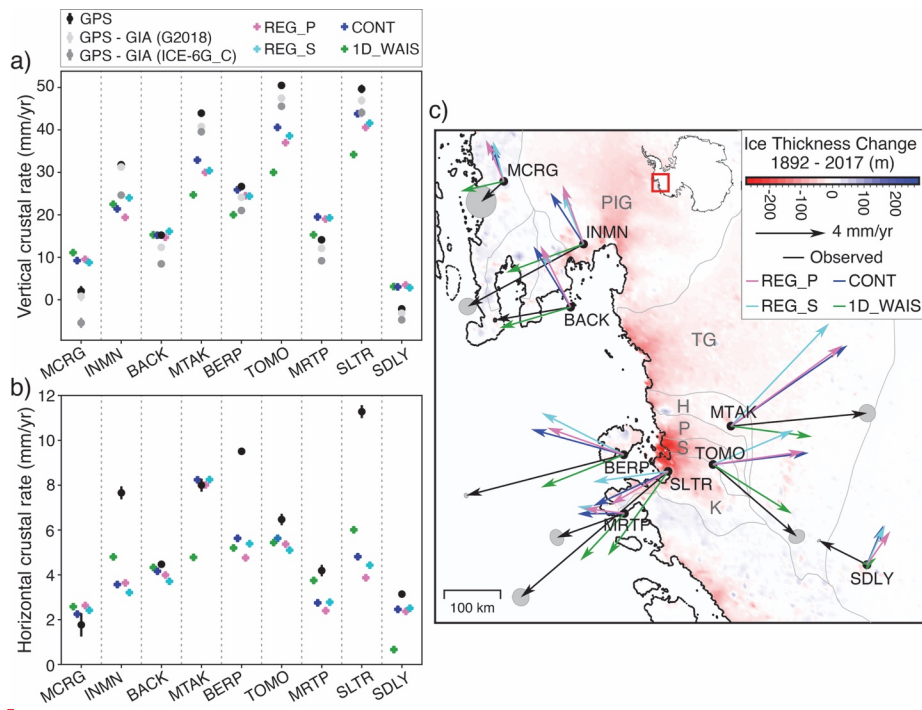 GPS
GPS - GIA (G2018)
GPS - GIA (ICE-6G_C)
REG_P
REG_S
CONT
1D_WAIS
a)
Vertical crustal rate (mm/yr)
50
40
30
20
10
0
MCRG
INMN
BACK
MTAK
BERP
TOMO
MRTP
SLTR
SDLY
b)
Horizontal crustal rate (mm/yr)
12
10
8
6
4
2
0
MCRG
INMN
BACK
MTAK
BERP
TOMO
MRTP
SLTR
SDLY
c)
Ice Thickness Change
1892 - 2017 (m)
-200
-100
0
100
200
4 mm/yr
Observed
REG_P
CONT
REG_S
1D_WAIS
MCRG
PIG
INMN
BACK
TG
H
MTAK
P
S
TOMO
BERP
SLTR
K
MRTP
SDLY
100 km